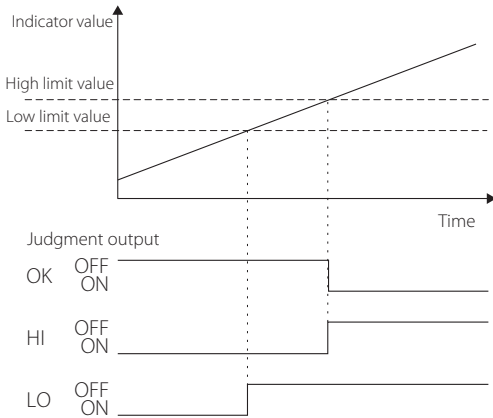 Indicator value
High limit value
Low limit value
Time
Judgment output
OK OFF
ON
HI OFF
ON
LO OFF
ON